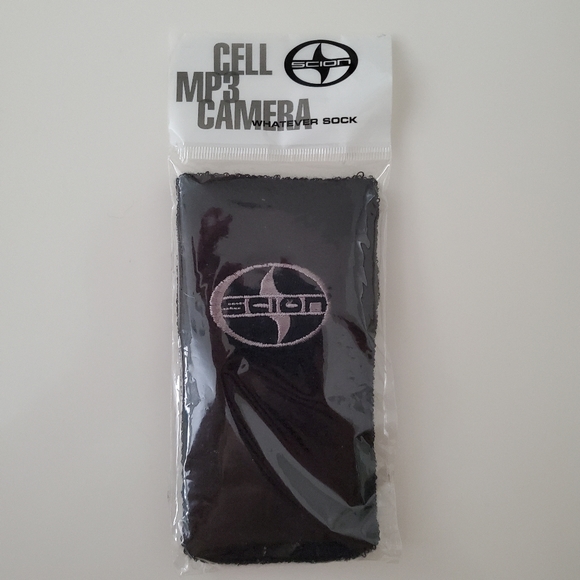 CELL
MP3
CAMERA
WHATEVER SOCK
SCION
SCION